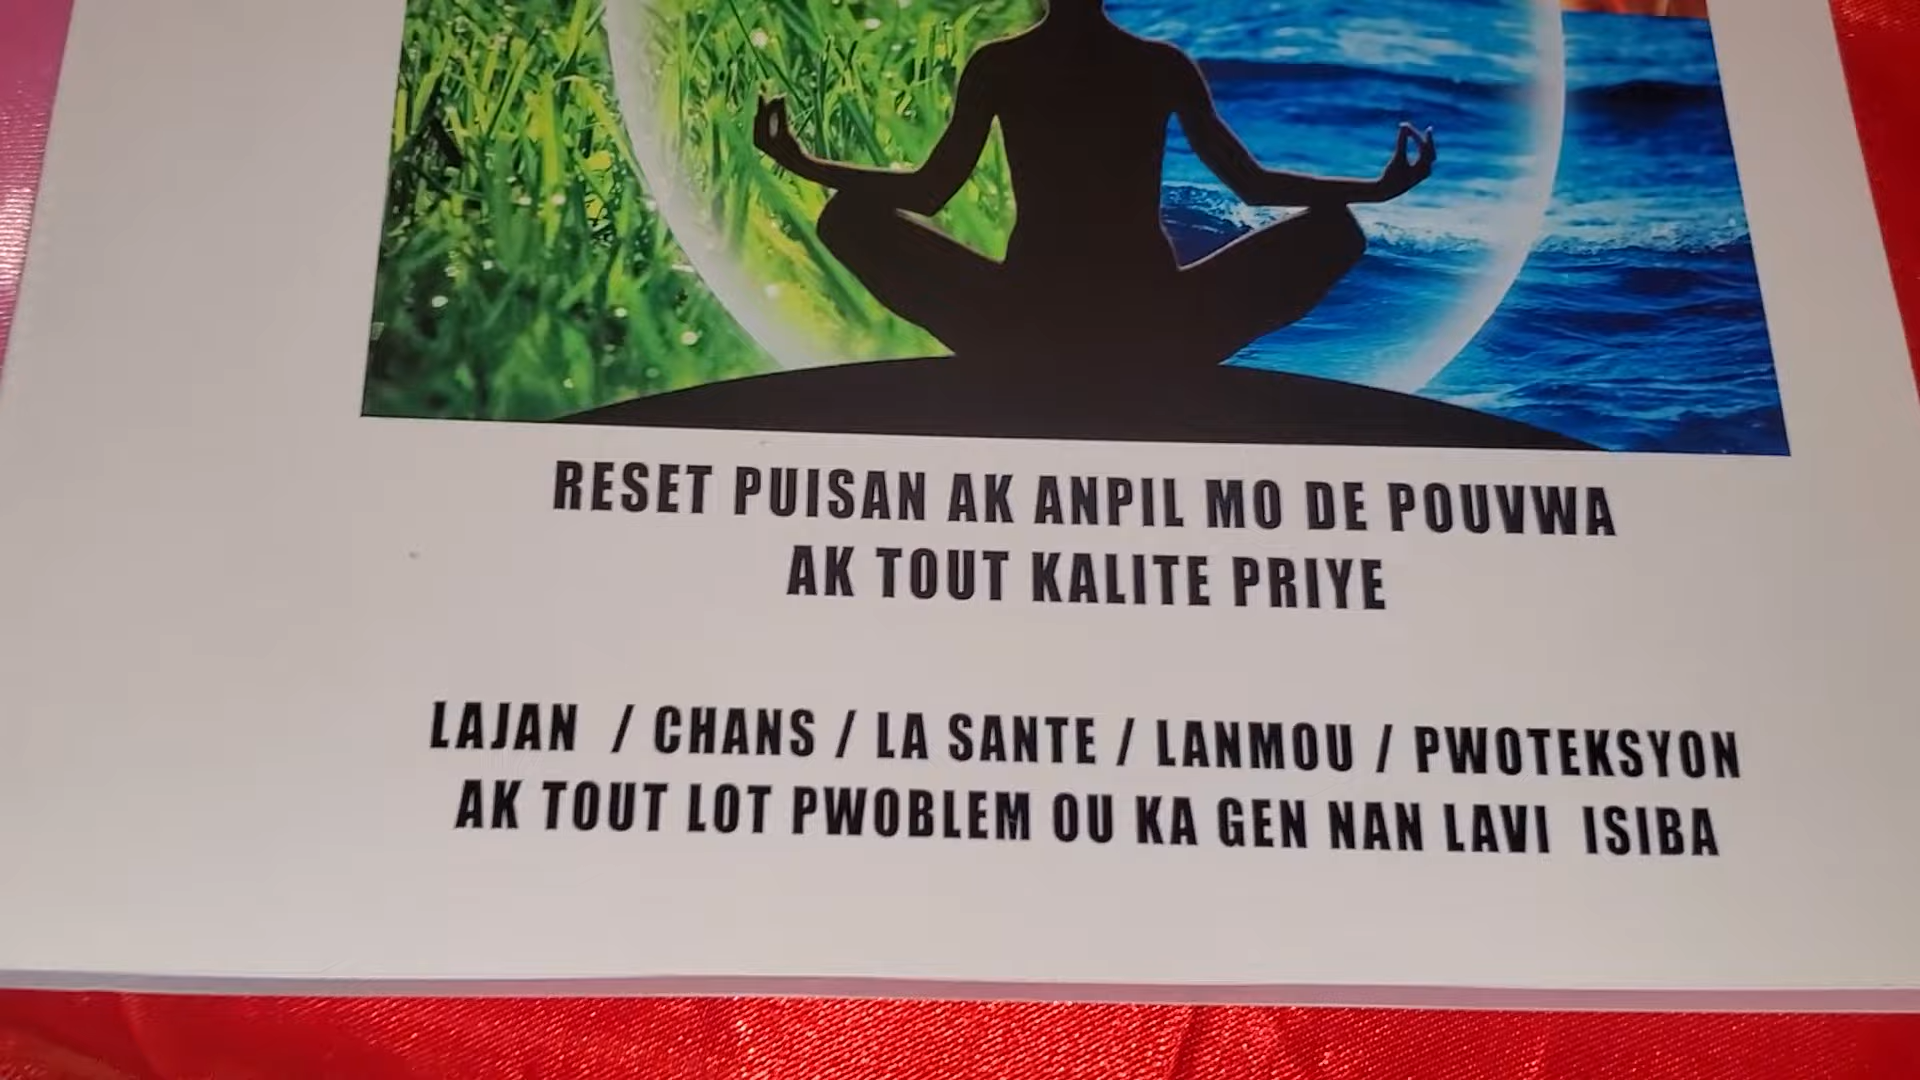 RESET PUISAN AK ANPIL MO DE POUVWA
AK TOUT KALITE PRIYE
LAJAN / CHANS / LA SANTE / LANMOU / PWOTEKSYON
AK TOUT LOT PWOBLEM OU KA GEN NAN LAVI ISIBA